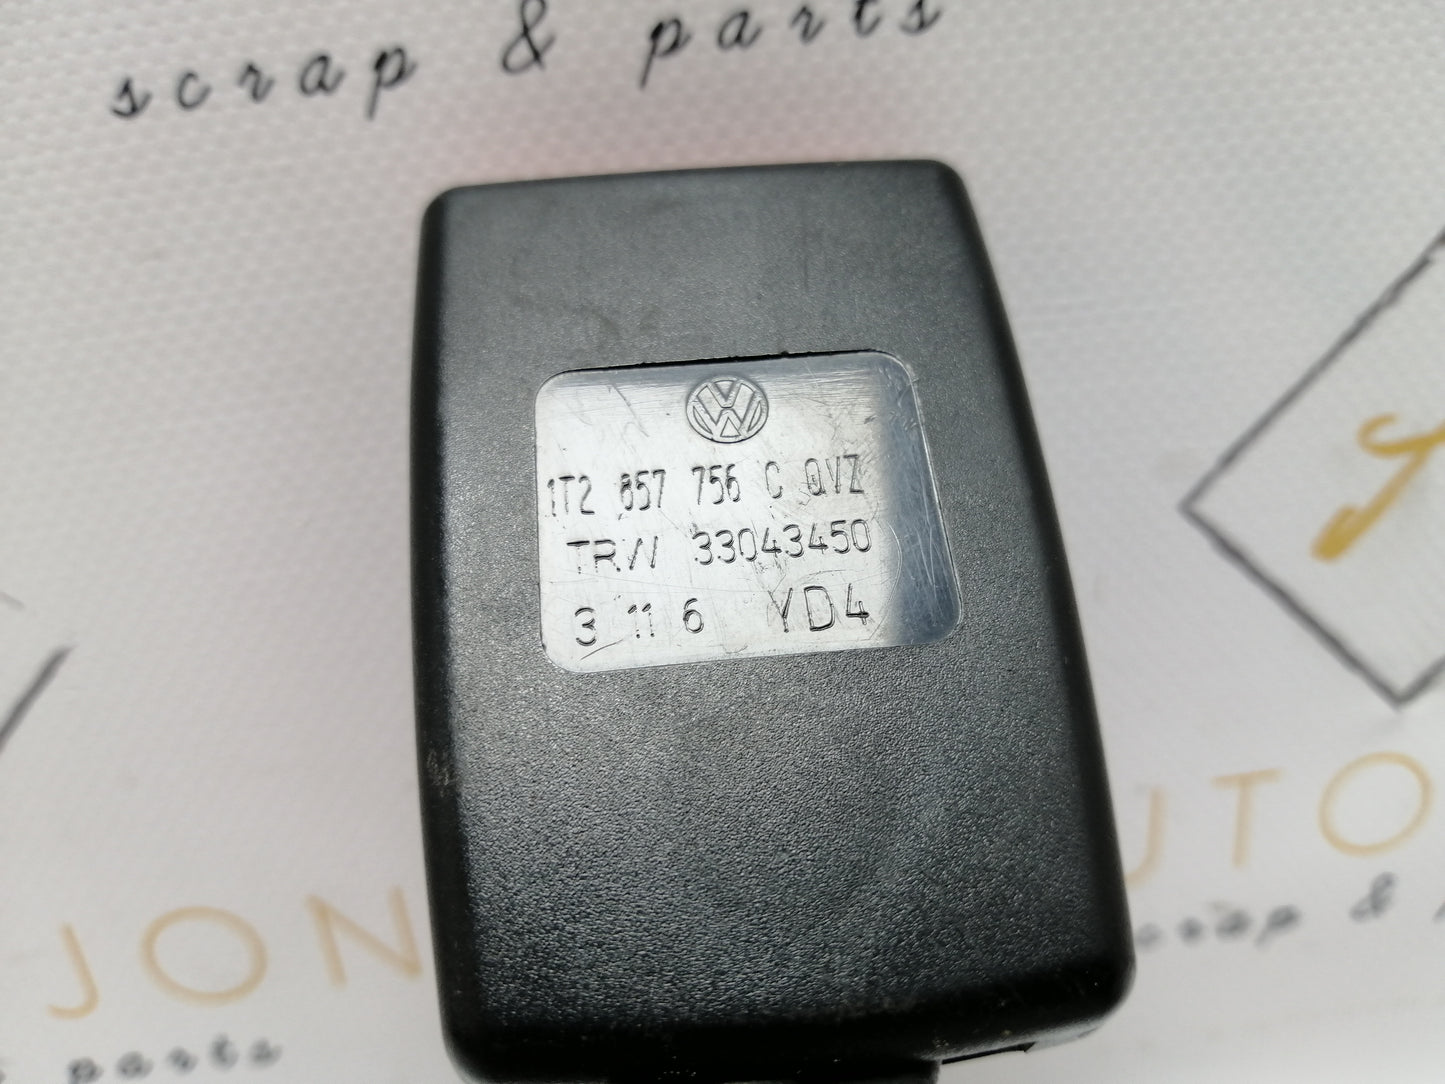 scrap & parts
1T2 857 756 C QVZ
TRW 33043450
3 11 6 YD4
JON
UTO
scrap &
parts